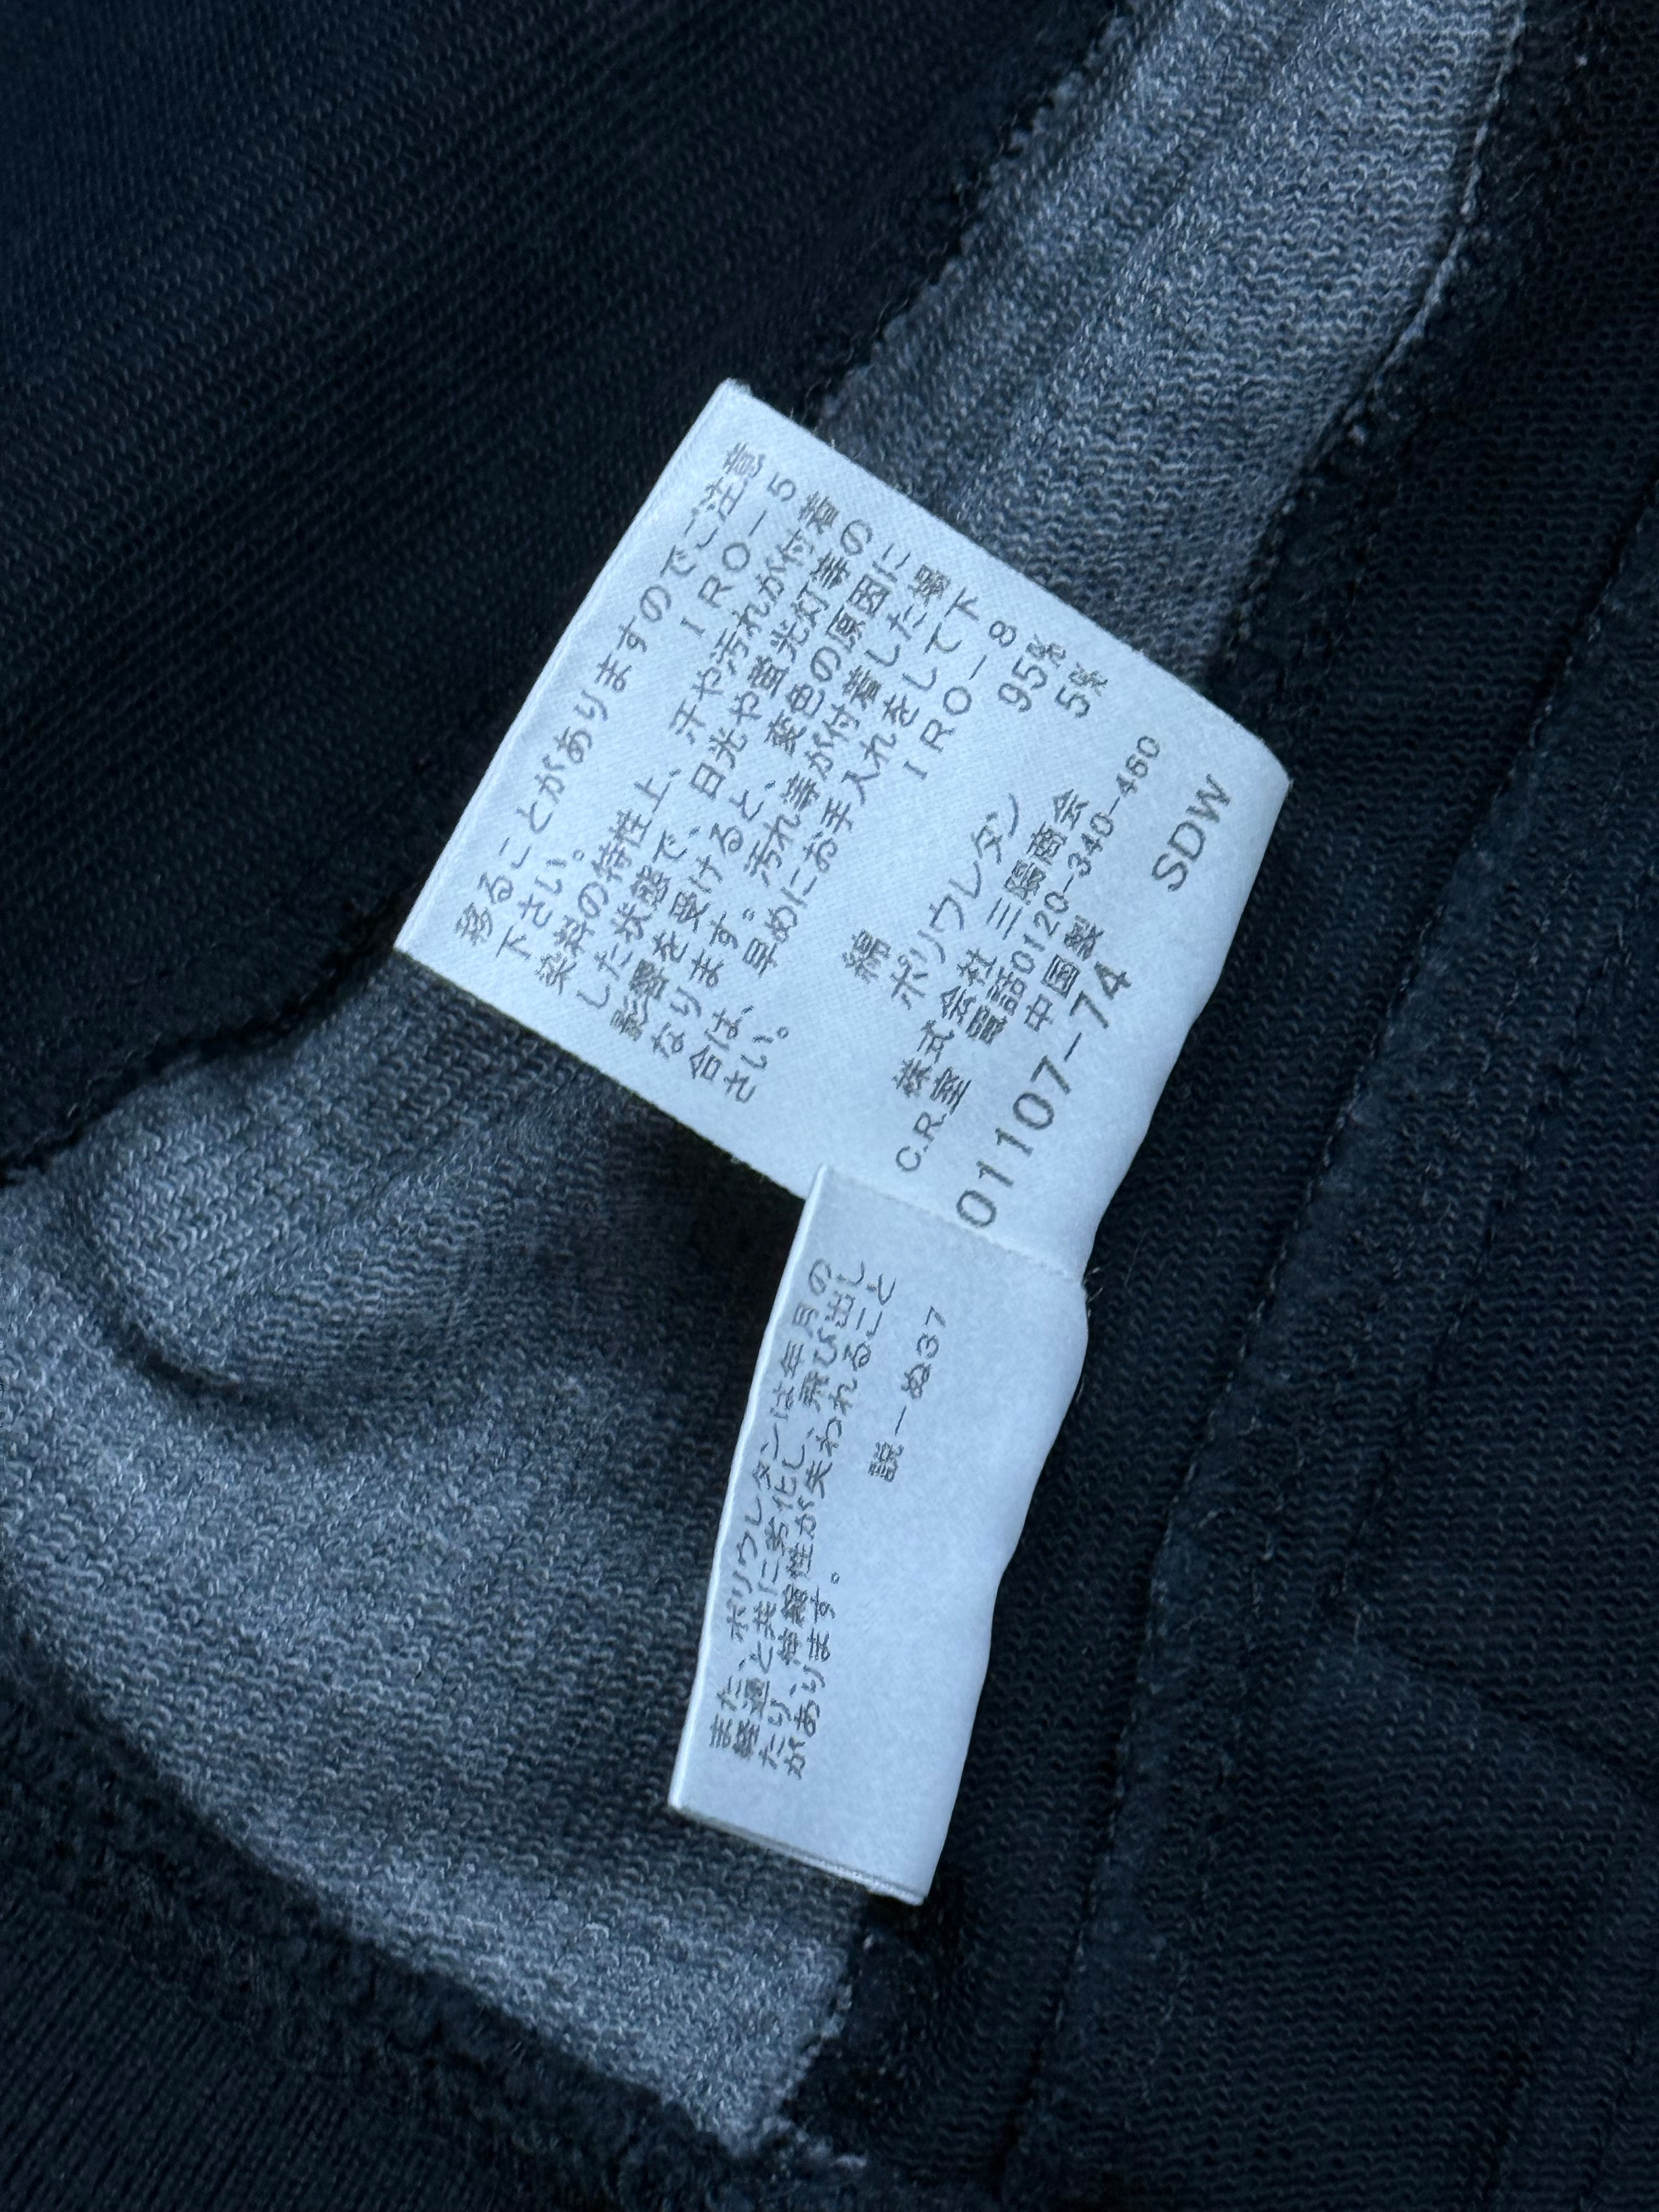 移ることがありますのでご注意
下さい。
IRO-5
染料の特性上、汗や汚れが付着
した状態で、日光や蛍光灯等の
影響を受けると、変色の原因に
なります。汚れ等が付着した場
合は、早めにお手入れをして下
さい。
IRO-8
綿 95%
ポリウレタン 5%
株式会社 三陽商会
C.R.室 電話0120-340-460
中国製
01107-74 SDW
また、ポリウレタンは年月の
経過と共に劣化し、飛び出し
たり、伸縮性が失われること
があります。
説-ぬ37